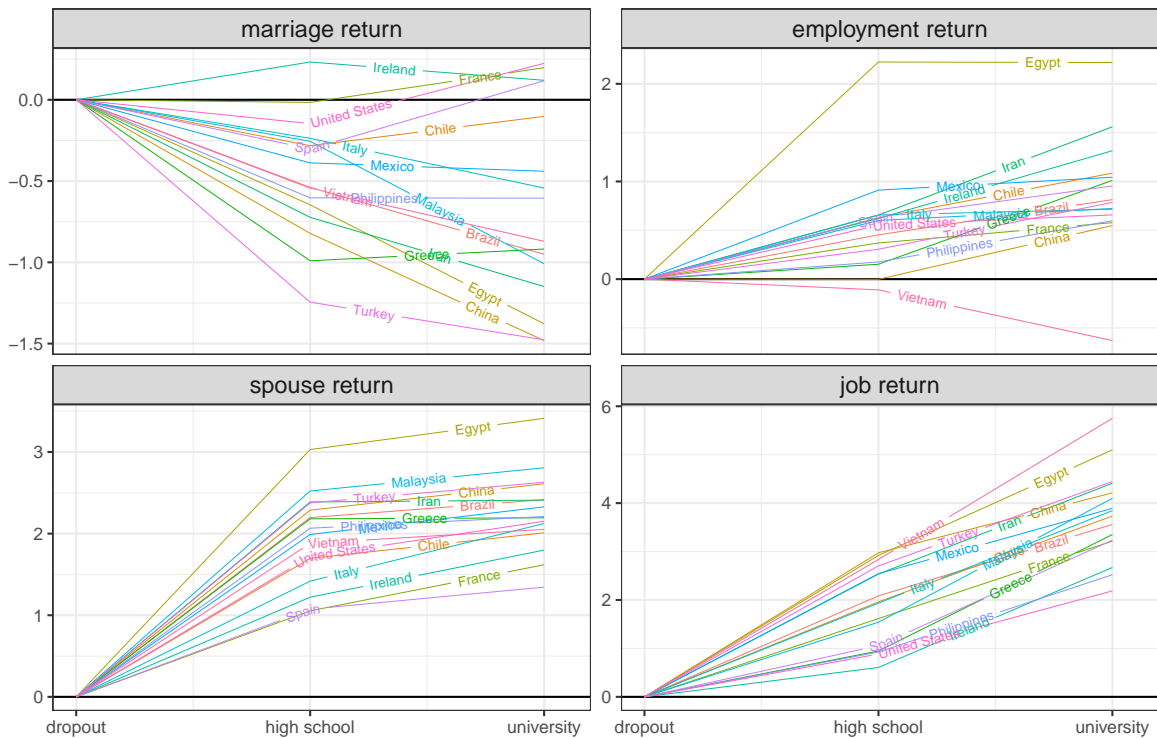 marriage return
employment return
0.0
−0.5
−1.0
−1.5
Ireland
France
United States
Chile
Italy
Spain
Mexico
Vietnam
Philippines
Malaysia
Brazil
Greece
Iran
Egypt
China
Turkey
2
1
0
Egypt
Iran
Mexico
Ireland
Chile
Spain
Italy
Malaysia
Brazil
United States
Greece
Turkey
France
Philippines
China
Vietnam
spouse return
job return
3
2
1
0
Egypt
Malaysia
Turkey
China
Iran
Brazil
Greece
Philippines
Mexico
Vietnam
United States
Chile
Italy
Ireland
France
Spain
6
4
2
0
Egypt
Vietnam
China
Iran
Turkey
Mexico
Malaysia
Chile
Brazil
Italy
France
Greece
Spain
Philippines
United States
Ireland
dropout
high school
university
dropout
high school
university